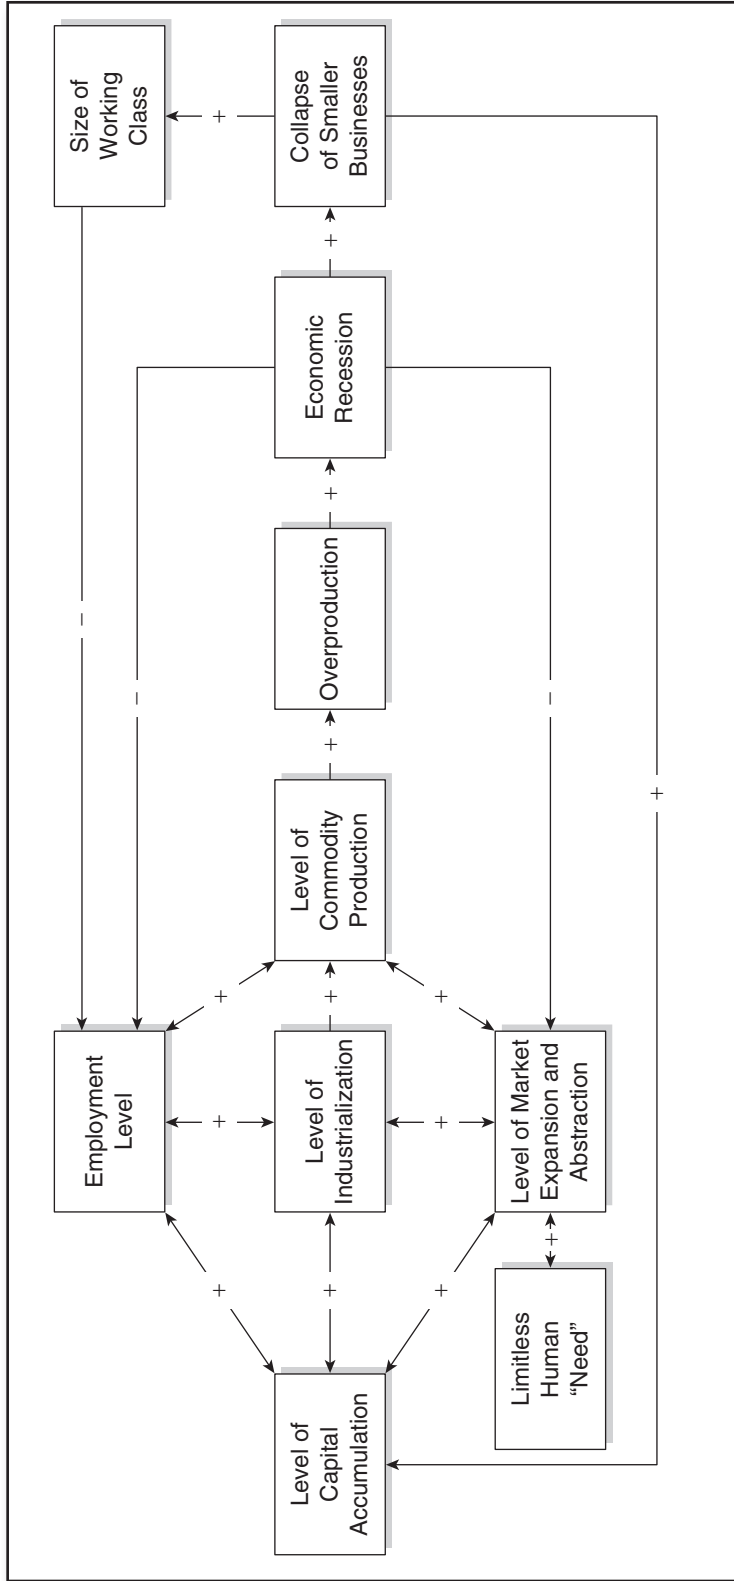 Size of
Working
Class
+
Collapse
of Smaller
Businesses
–
+
–
Economic
Recession
+
Overproduction
–
+
+
Level of
Commodity
Production
Employment
Level
+
+
+
+
Level of
Industrialization
+
Level of Market
Expansion and
Abstraction
+
+
+
+
Limitless
Human
“Need”
Level of
Capital
Accumulation